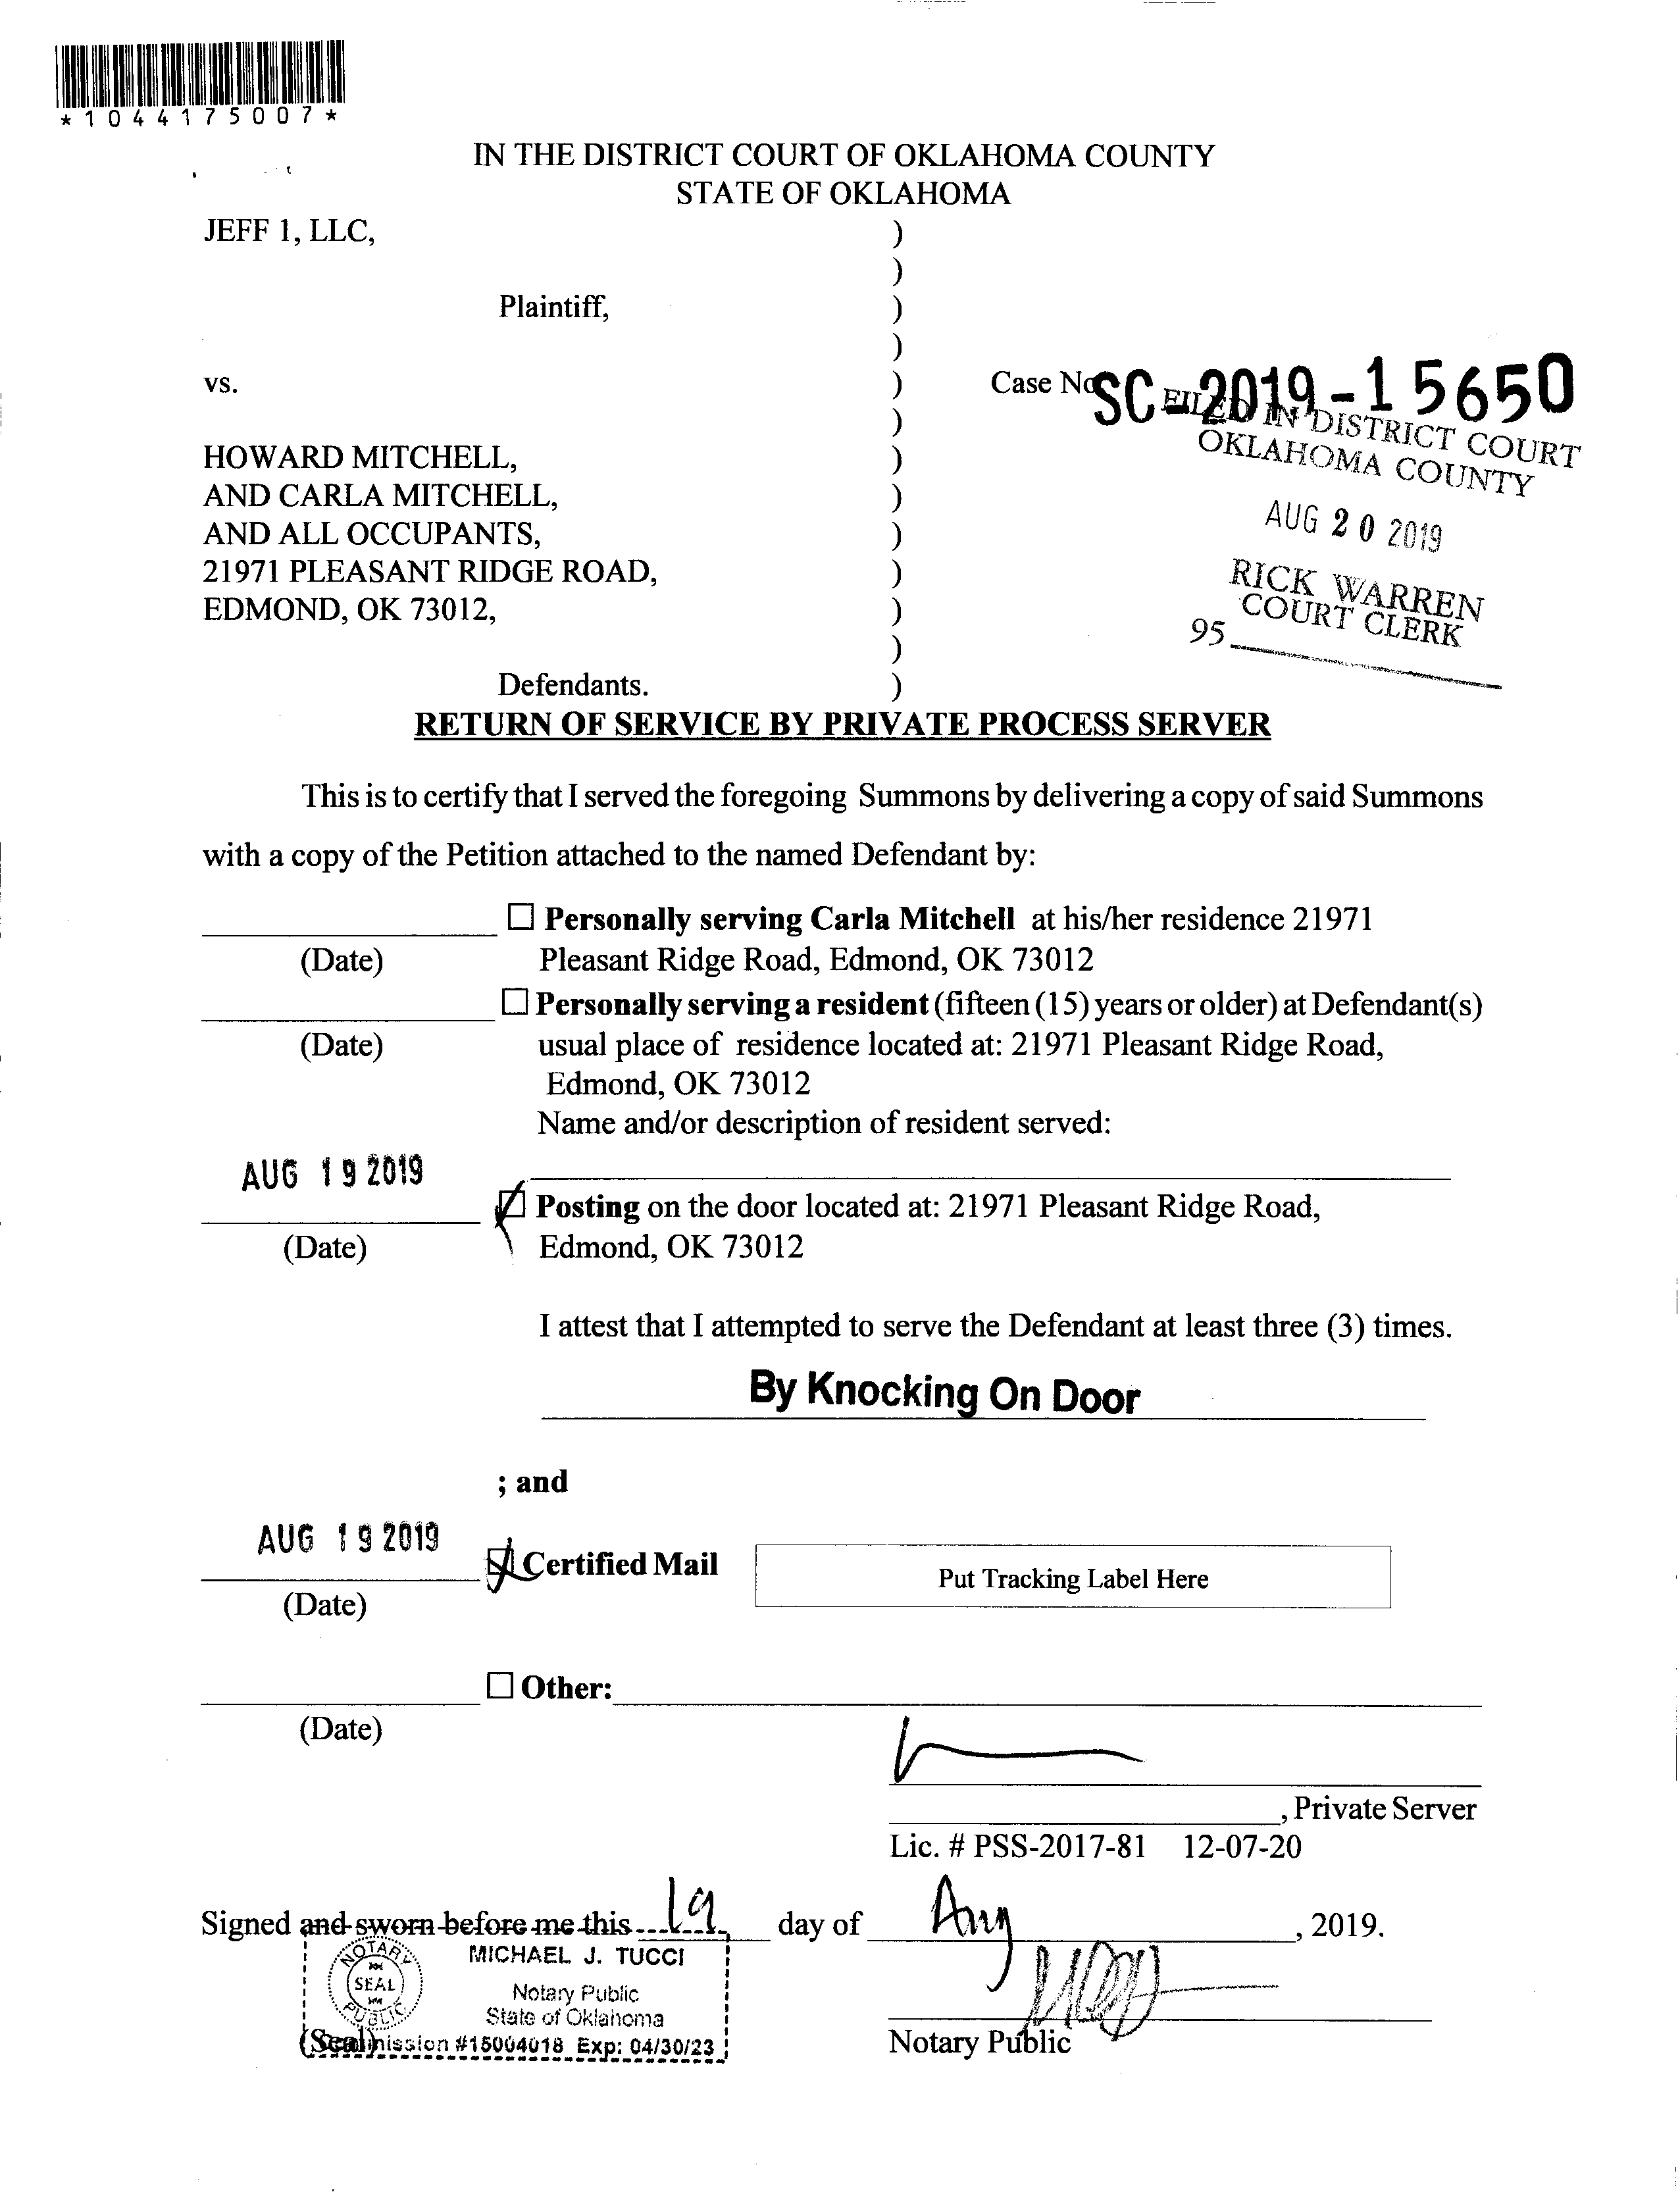 *1044175007*
IN THE DISTRICT COURT OF OKLAHOMA COUNTY
STATE OF OKLAHOMA
JEFF 1, LLC, )
)
Plaintiff, )
)
vs. ) Case No SC-2019-15650
)
FILED IN DISTRICT COURT
OKLAHOMA COUNTY
HOWARD MITCHELL, )
AND CARLA MITCHELL, )
AND ALL OCCUPANTS, ) AUG 20 2019
21971 PLEASANT RIDGE ROAD, )
EDMOND, OK 73012, )
RICK WARREN
COURT CLERK
) 95
Defendants. )
RETURN OF SERVICE BY PRIVATE PROCESS SERVER
This is to certify that I served the foregoing Summons by delivering a copy of said Summons
with a copy of the Petition attached to the named Defendant by:
☐ Personally serving Carla Mitchell at his/her residence 21971
(Date) Pleasant Ridge Road, Edmond, OK 73012
☐ Personally serving a resident (fifteen (15) years or older) at Defendant(s)
(Date) usual place of residence located at: 21971 Pleasant Ridge Road,
Edmond, OK 73012
Name and/or description of resident served:
AUG 19 2019
☑ Posting on the door located at: 21971 Pleasant Ridge Road,
(Date) Edmond, OK 73012
I attest that I attempted to serve the Defendant at least three (3) times.
By Knocking On Door
; and
AUG 19 2019
☑ Certified Mail Put Tracking Label Here
(Date)
☐ Other:
(Date)
, Private Server
Lic. # PSS-2017-81 12-07-20
Signed and sworn before me this 19 day of Aug, 2019.
NOTARY
SEAL
PUBLIC
MICHAEL J. TUCCI
Notary Public
State of Oklahoma
(Seal)mission #15004018 Exp: 04/30/23
Notary Public